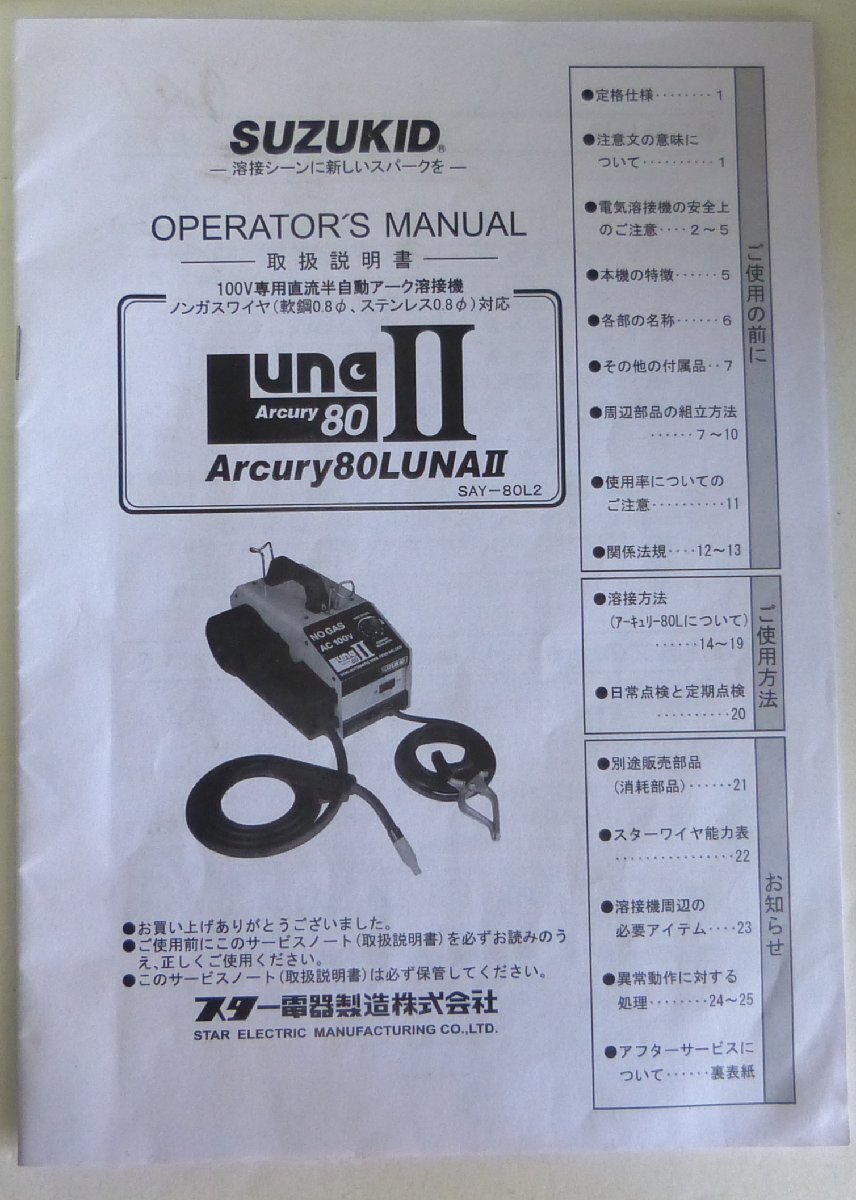 SUZUKID®
— 溶接シーンに新しいスパークを —
OPERATOR'S MANUAL
取扱説明書
100V専用直流半自動アーク溶接機
ノンガスワイヤ(軟鋼0.8φ、ステンレス0.8φ)対応
Luna II
Arcury 80
Arcury80LUNAII
SAY-80L2
NO GAS
AC 100V
Luna II
80
SUZUKID
●お買い上げありがとうございました。
●ご使用前にこのサービスノート(取扱説明書)を必ずお読みのう
え、正しくご使用ください。
●このサービスノート(取扱説明書)は必ず保管してください。
スター電器製造株式会社
STAR ELECTRIC MANUFACTURING CO.,LTD.
ご使用の前に
●定格仕様········1
●注意文の意味に
ついて··········1
●電気溶接機の安全上
のご注意····2～5
●本機の特徴······5
●各部の名称······6
●その他の付属品··7
●周辺部品の組立方法
······7～10
●使用率についての
ご注意··········11
●関係法規····12～13
ご使用方法
●溶接方法
(ｱｰｷｭﾘｰ80Lについて)
······14～19
●日常点検と定期点検
··········20
お知らせ
●別途販売部品
(消耗部品)······21
●スターワイヤ能力表
················22
●溶接機周辺の
必要アイテム····23
●異常動作に対する
処理········24～25
●アフターサービスに
ついて······裏表紙